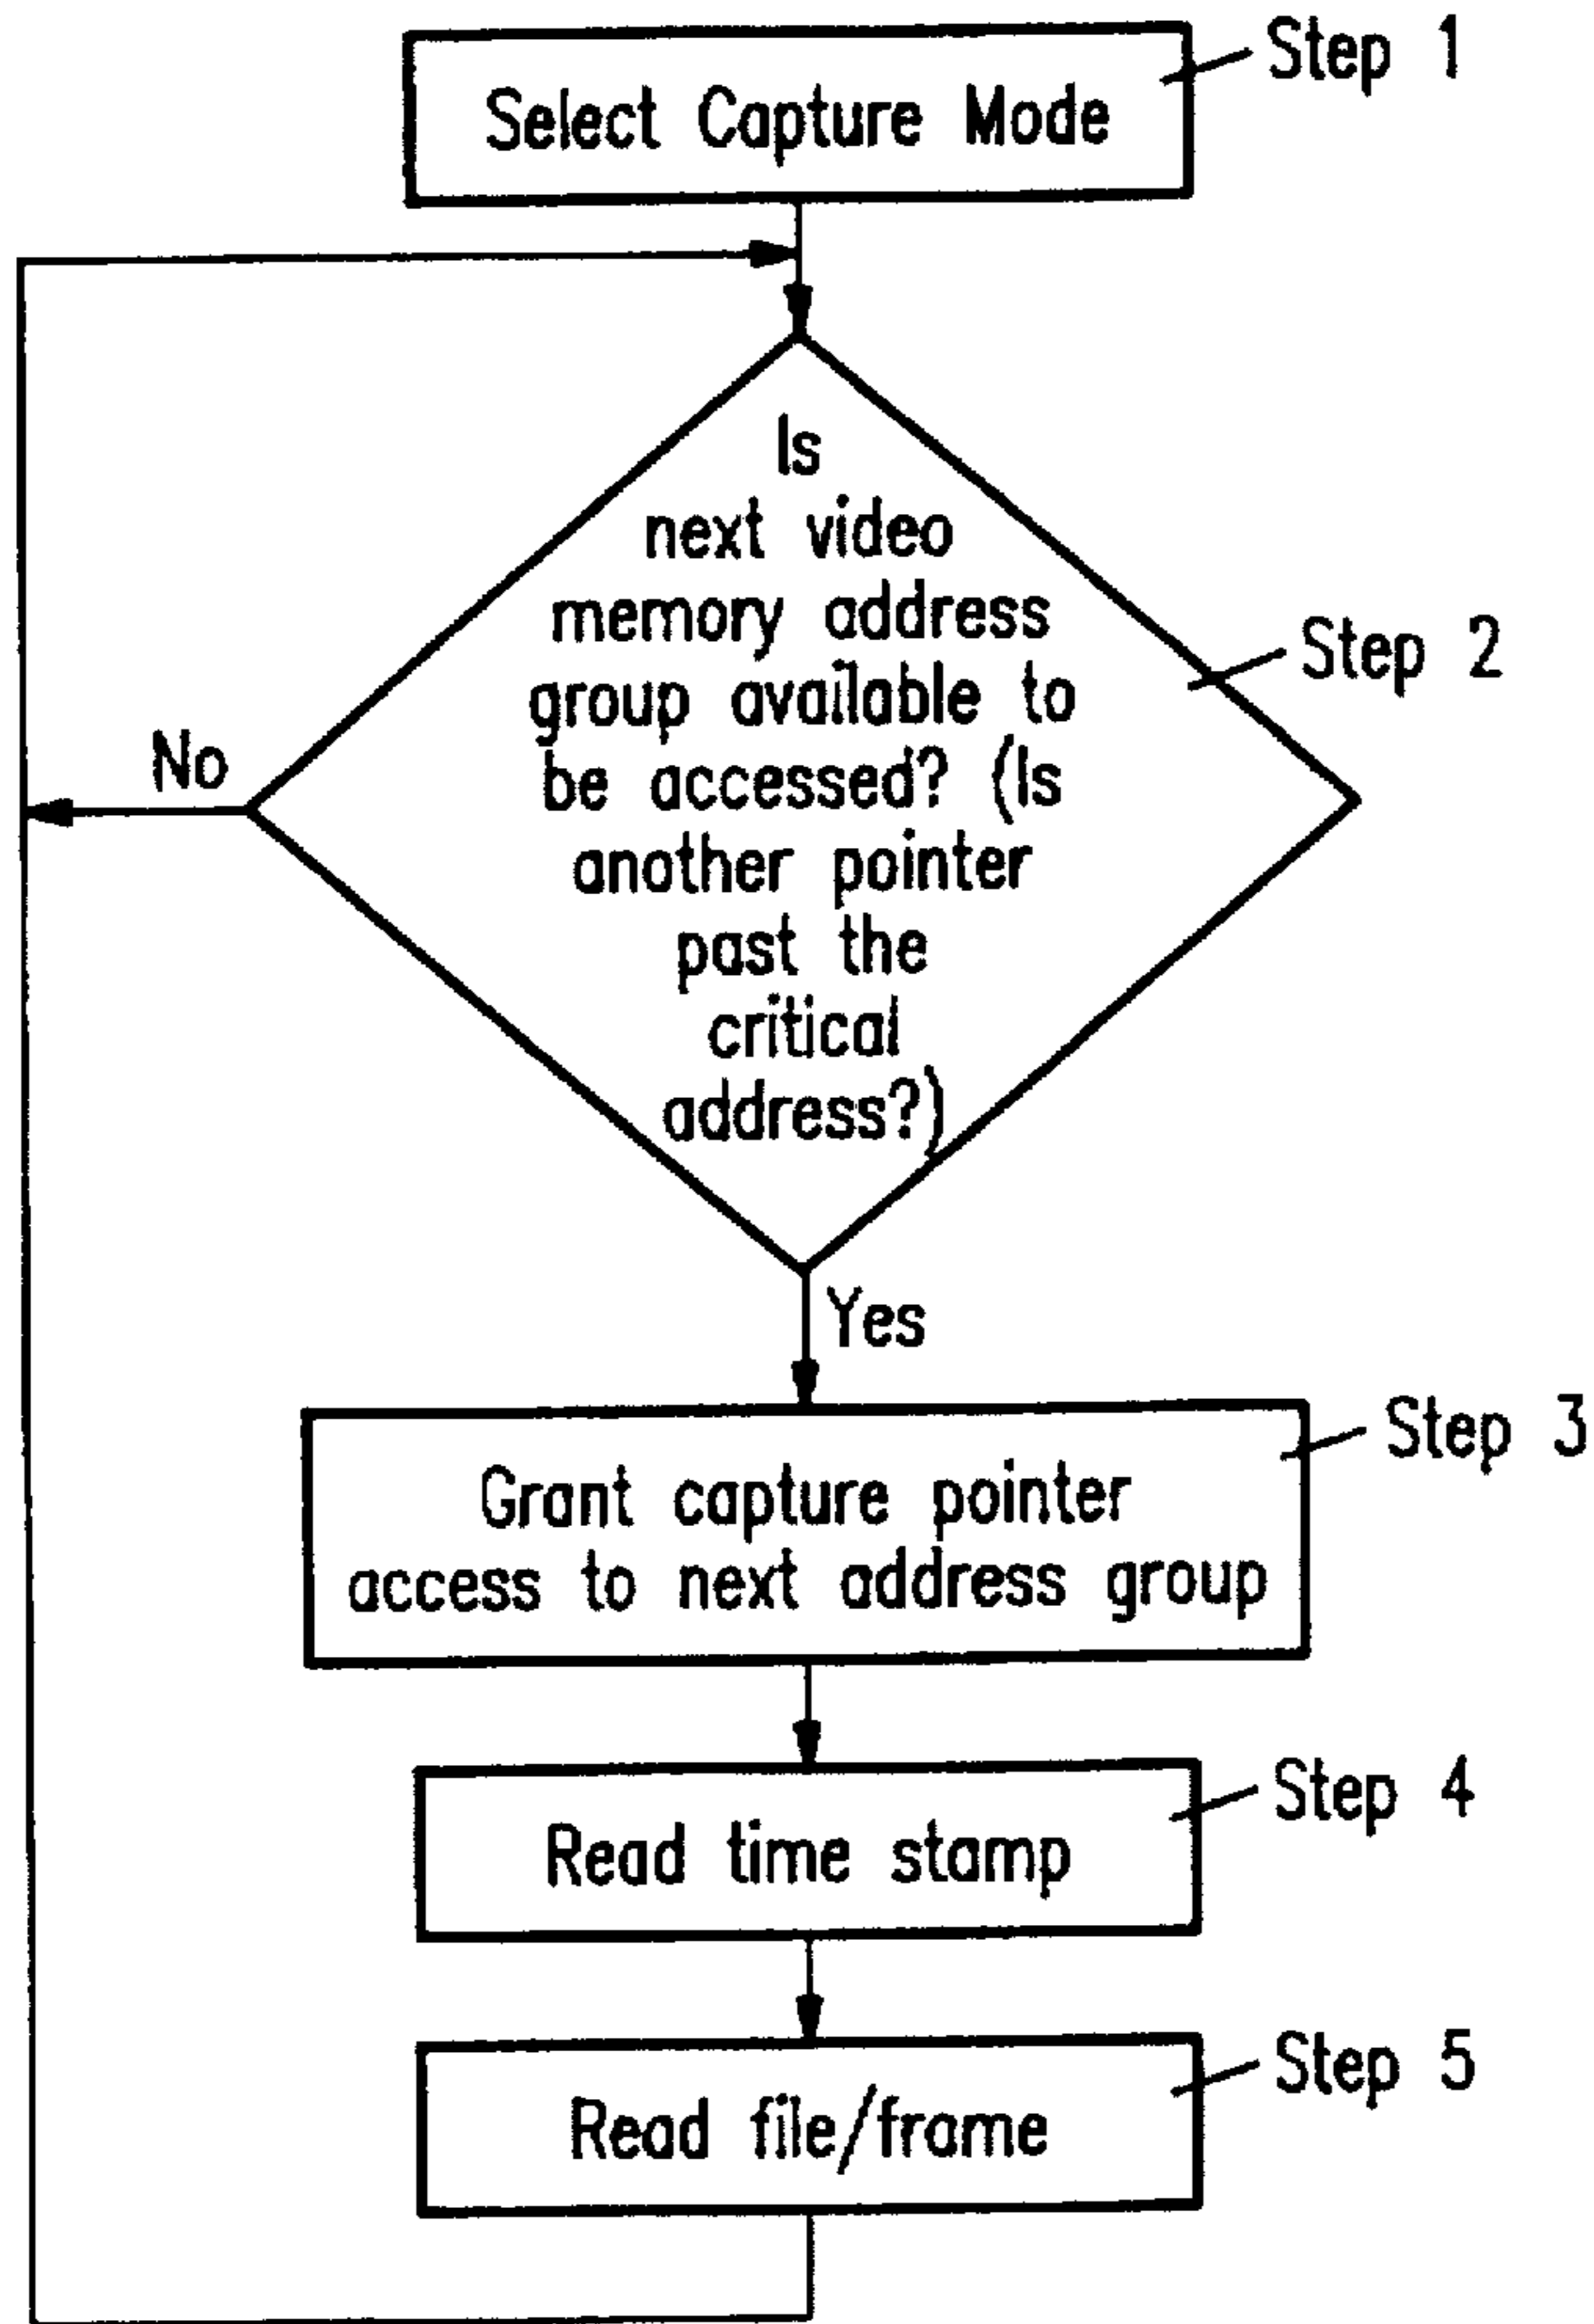 Step 1
Select Capture Mode
Is
next video
memory address
group available to
be accessed? (Is
another pointer
past the
critical
address?)
Step 2
No
Yes
Step 3
Grant capture pointer
access to next address group
Step 4
Read time stamp
Step 5
Read file/frame